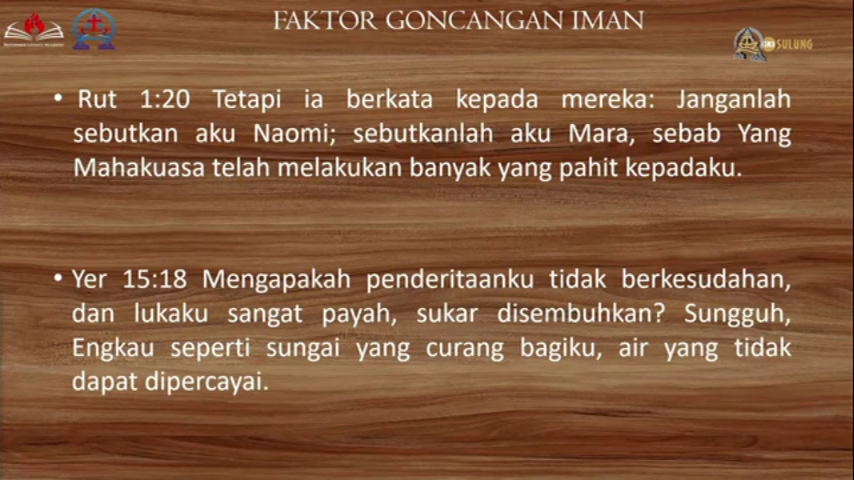 FAKTOR GONCANGAN IMAN
SULUNG
• Rut 1:20 Tetapi ia berkata kepada mereka: Janganlah
sebutkan aku Naomi; sebutkanlah aku Mara, sebab Yang
Mahakuasa telah melakukan banyak yang pahit kepadaku.
• Yer 15:18 Mengapakah penderitaanku tidak berkesudahan,
dan lukaku sangat payah, sukar disembuhkan? Sungguh,
Engkau seperti sungai yang curang bagiku, air yang tidak
dapat dipercayai.